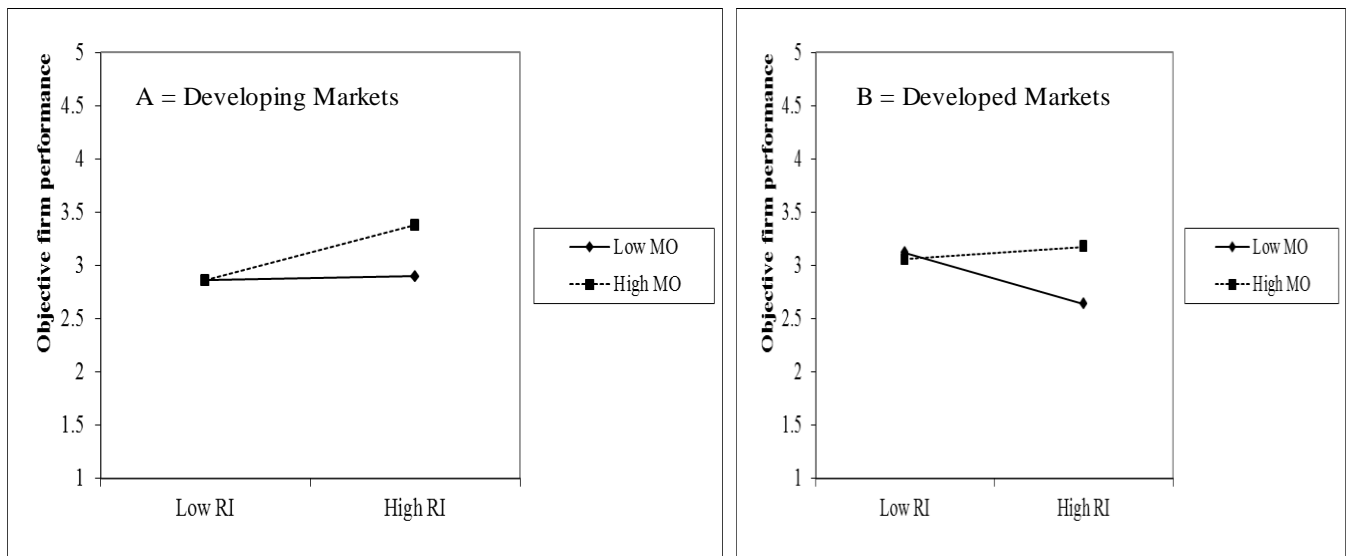 Objective firm performance
5
4.5
4
3.5
3
2.5
2
1.5
1
A = Developing Markets
Low RI
High RI
Low MO
High MO
Objective firm performance
5
4.5
4
3.5
3
2.5
2
1.5
1
B = Developed Markets
Low RI
High RI
Low MO
High MO